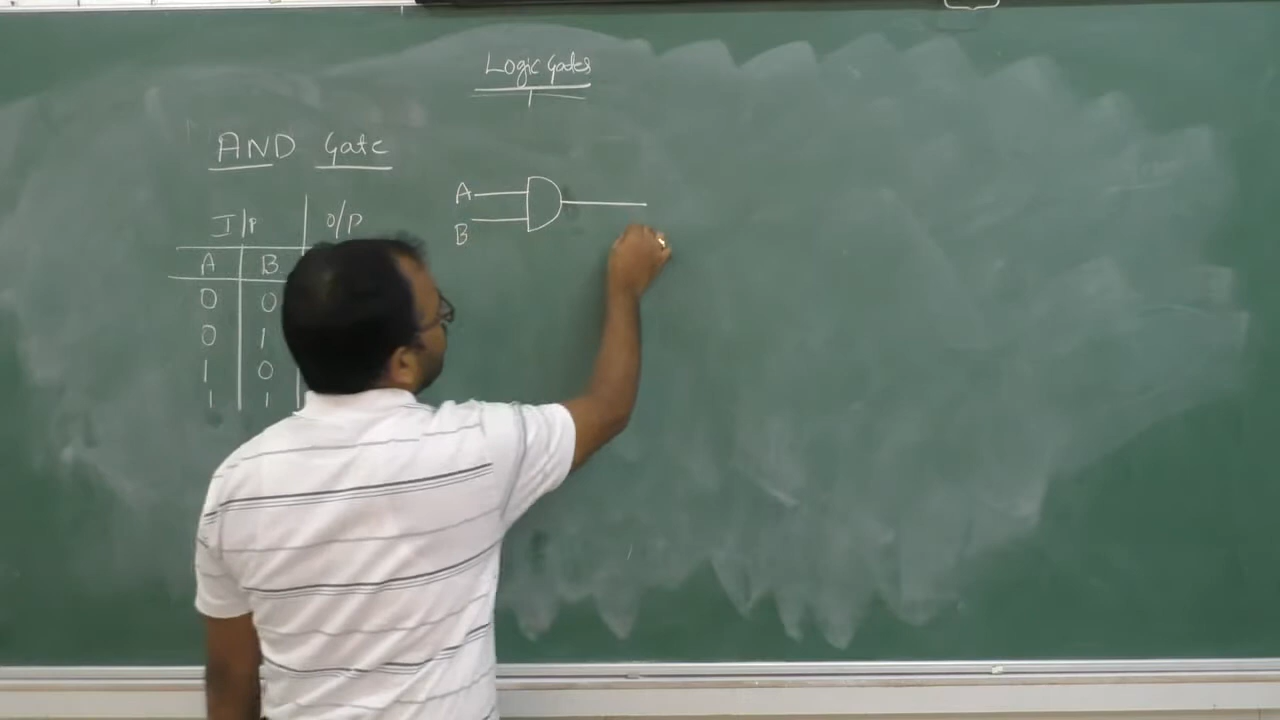 Logic Gates
AND Gate
A
B
I/P O/P
A B
0 0
0 1
1 0
1 1